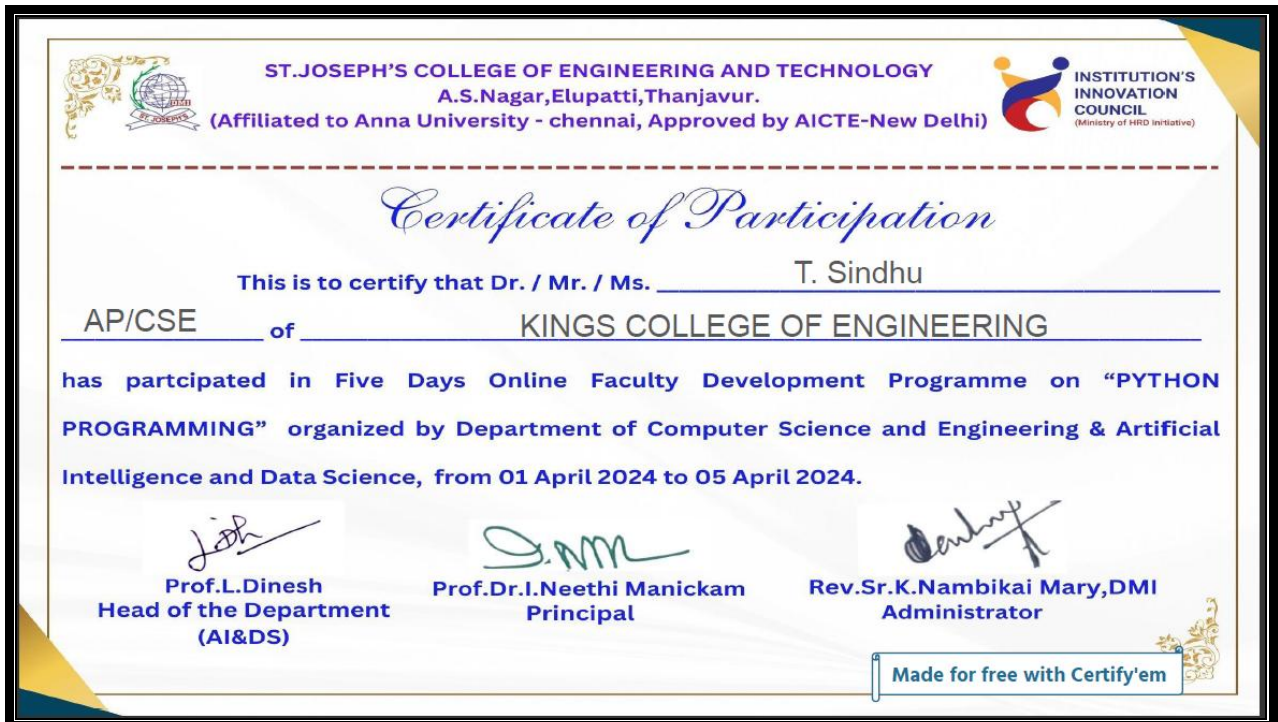 ST.JOSEPH'S COLLEGE OF ENGINEERING AND TECHNOLOGY
A.S.Nagar,Elupatti,Thanjavur.
(Affiliated to Anna University - chennai, Approved by AICTE-New Delhi)
DMI
ST. JOSEPH'S
INSTITUTION'S
INNOVATION
COUNCIL
(Ministry of HRD Initiative)
Certificate of Participation
This is to certify that Dr. / Mr. / Ms. T. Sindhu
AP/CSE of KINGS COLLEGE OF ENGINEERING
has partcipated in Five Days Online Faculty Development Programme on “PYTHON
PROGRAMMING” organized by Department of Computer Science and Engineering & Artificial
Intelligence and Data Science, from 01 April 2024 to 05 April 2024.
Prof.L.Dinesh
Head of the Department
(AI&DS)
Prof.Dr.I.Neethi Manickam
Principal
Rev.Sr.K.Nambikai Mary,DMI
Administrator
Made for free with Certify'em